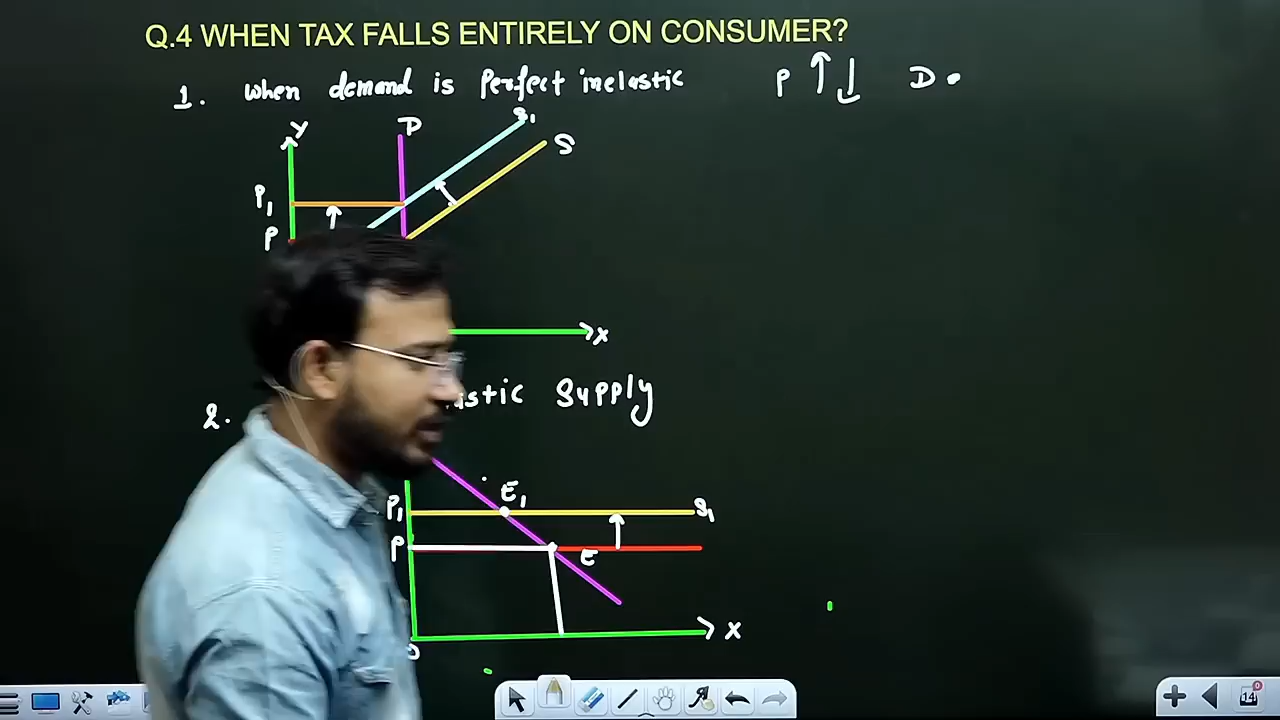 Q.4 WHEN TAX FALLS ENTIRELY ON CONSUMER?
1. when demand is Perfect inelastic P ↑ ↓ D •
Y D S₁
S
P₁
P
X
2. Supply
E₁
P₁ S₁
P E
X
14